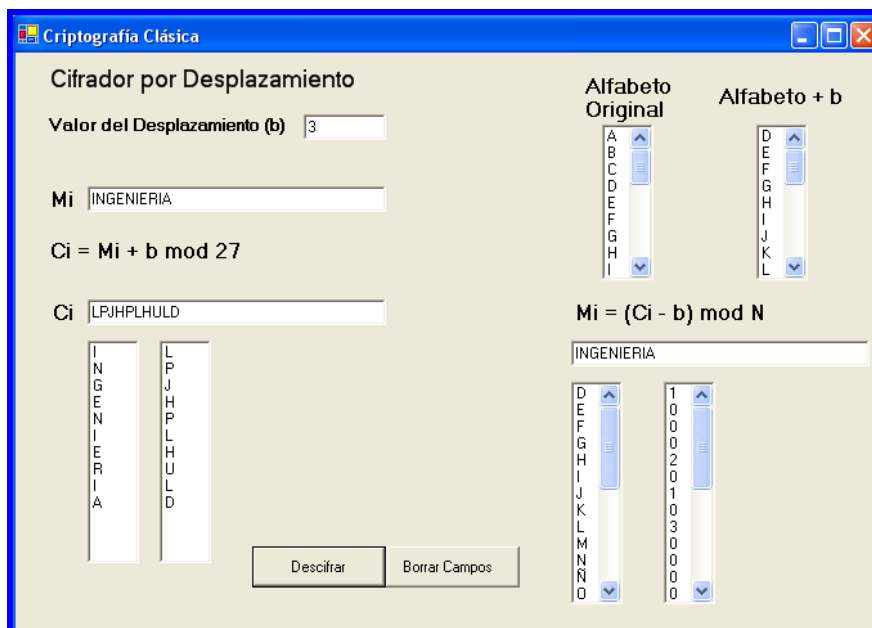 Criptografía Clásica
Cifrador por Desplazamiento
Valor del Desplazamiento (b) 3
Mi INGENIERIA
Ci = Mi + b mod 27
Ci LPJHPLHULD
I L
N P
G J
E H
N P
I L
E H
R U
I L
A D
Descifrar Borrar Campos
Alfabeto Original
Alfabeto + b
A D
B E
C F
D G
E H
F I
G J
H K
I L
Mi = (Ci - b) mod N
INGENIERIA
D 1
E 0
F 0
G 0
H 2
I 0
J 1
K 0
L 3
M 0
N 0
Ñ 0
O 0